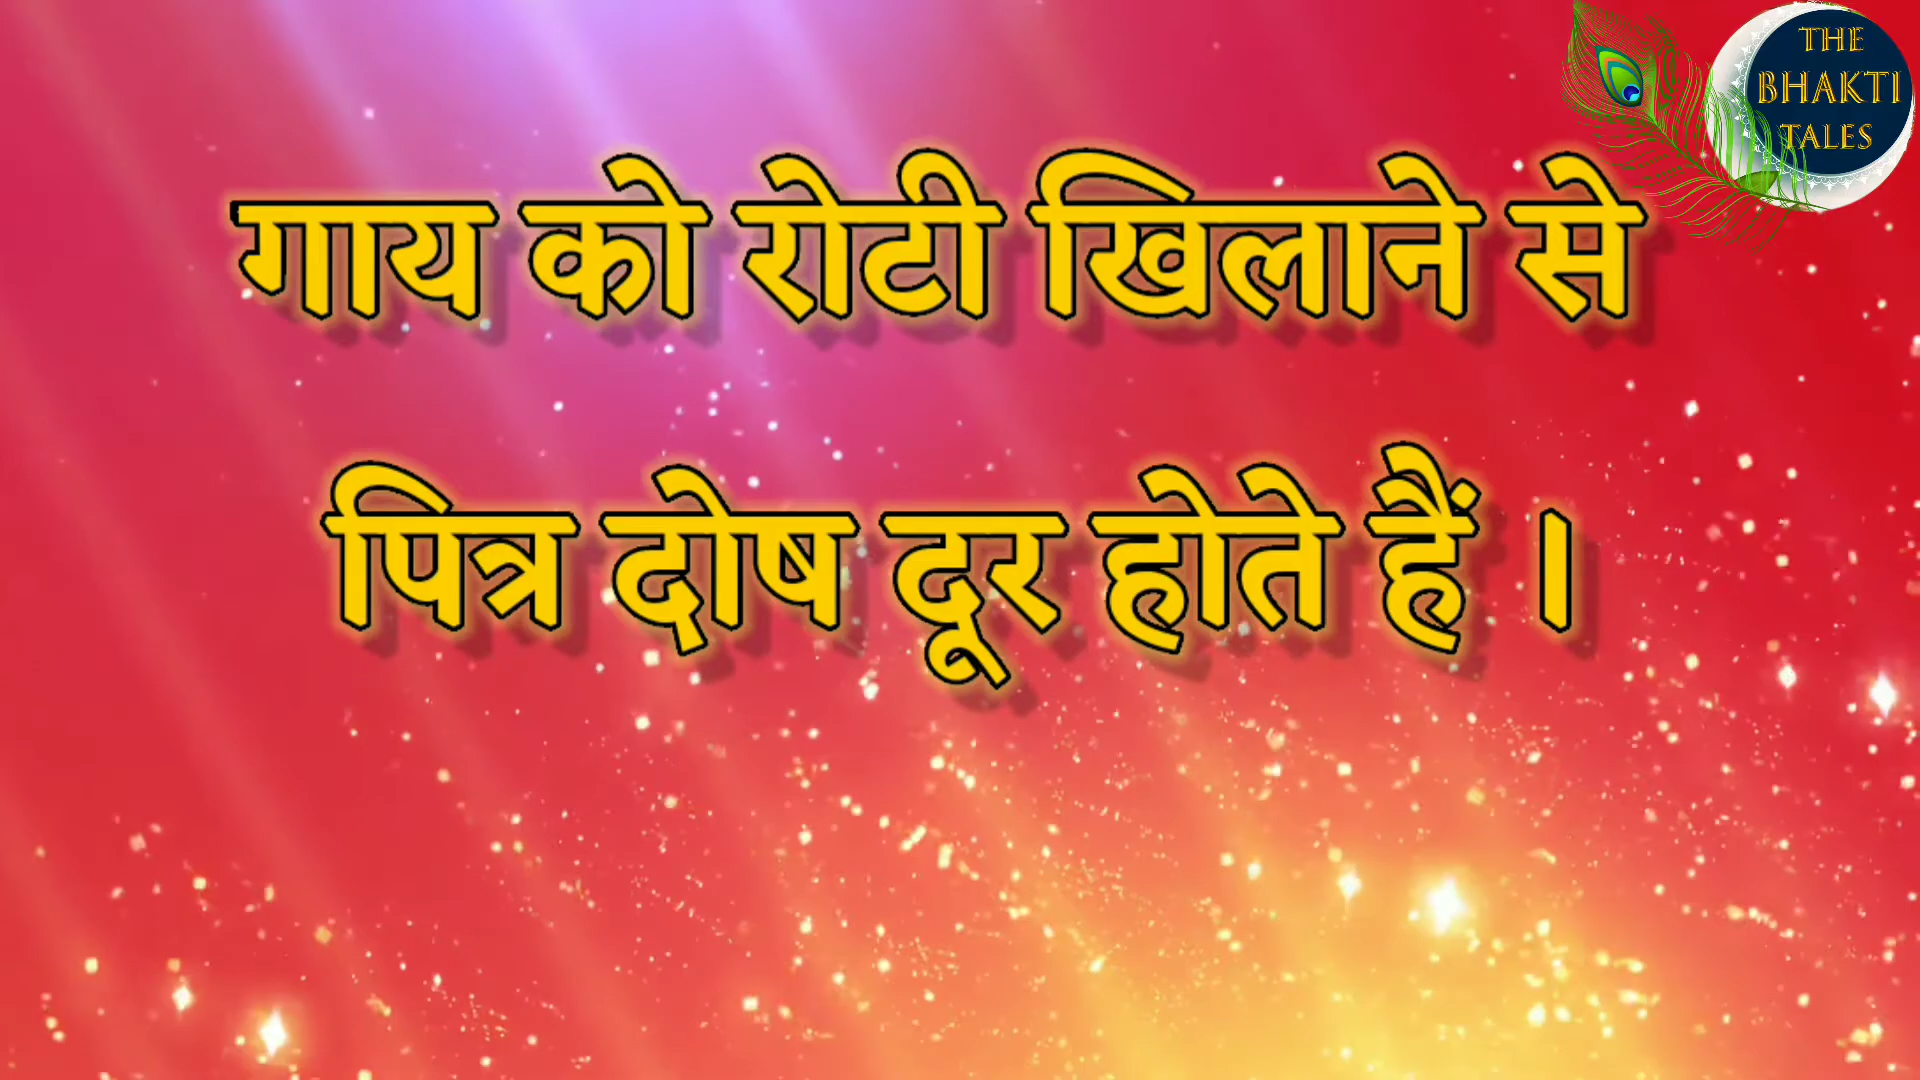 THE
BHAKTI
TALES
गाय को रोटी खिलाने से
पित्र दोष दूर होते हैं ।